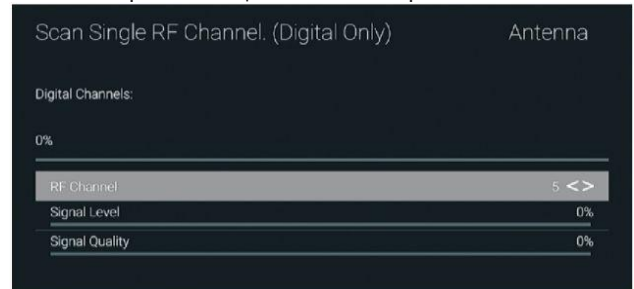 Scan Single RF Channel. (Digital Only) Antenna
Digital Channels:
0%
RF Channel 5 <>
Signal Level 0%
Signal Quality 0%